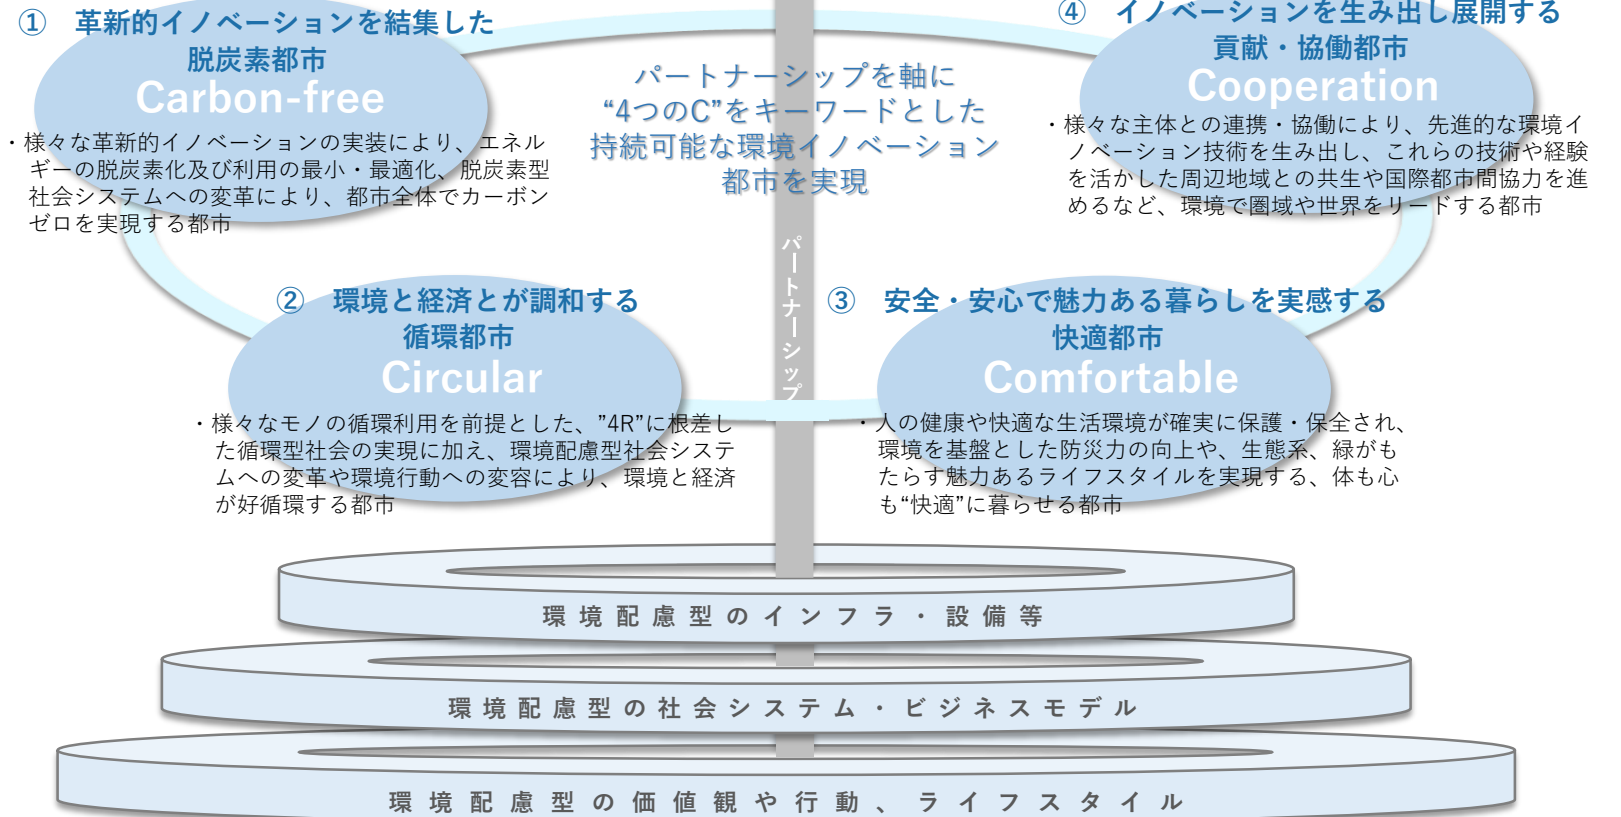 ① 革新的イノベーションを結集した
脱炭素都市
Carbon-free
・様々な革新的イノベーションの実装により、エネル
ギーの脱炭素化及び利用の最小・最適化、脱炭素型
社会システムへの変革により、都市全体でカーボン
ゼロを実現する都市
パートナーシップを軸に
“4つのC”をキーワードとした
持続可能な環境イノベーション
都市を実現
④ イノベーションを生み出し展開する
貢献・協働都市
Cooperation
・様々な主体との連携・協働により、先進的な環境イ
ノベーション技術を生み出し、これらの技術や経験
を活かした周辺地域との共生や国際都市間協力を進
めるなど、環境で圏域や世界をリードする都市
パートナーシップ
② 環境と経済とが調和する
循環都市
Circular
・様々なモノの循環利用を前提とした、”4R”に根差し
た循環型社会の実現に加え、環境配慮型社会システ
ムへの変革や環境行動への変容により、環境と経済
が好循環する都市
③ 安全・安心で魅力ある暮らしを実感する
快適都市
Comfortable
・人の健康や快適な生活環境が確実に保護・保全され、
環境を基盤とした防災力の向上や、生態系、緑がも
たらす魅力あるライフスタイルを実現する、体も心
も“快適”に暮らせる都市
環境配慮型のインフラ・設備等
環境配慮型の社会システム・ビジネスモデル
環境配慮型の価値観や行動、ライフスタイル